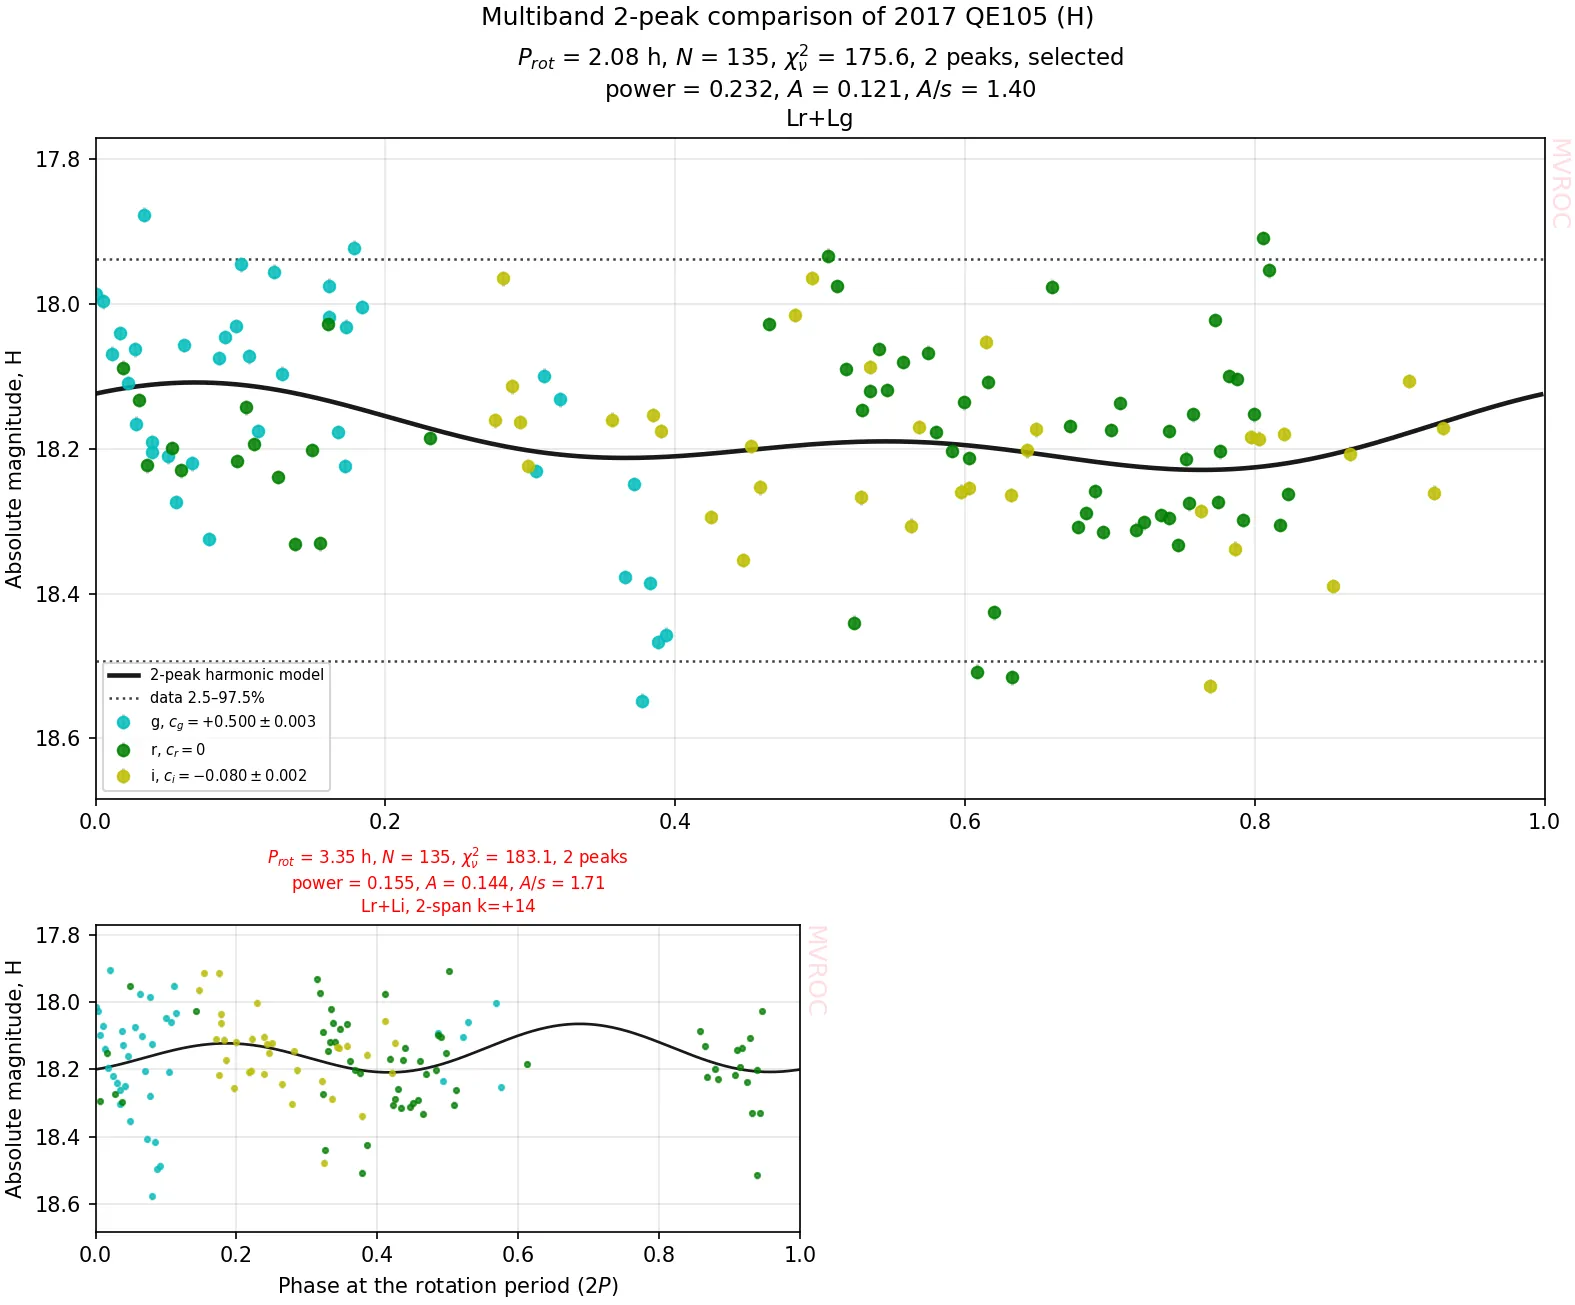 Multiband 2-peak comparison of 2017 QE105 (H)
P_rot = 2.08 h, N = 135, χ²_ν = 175.6, 2 peaks, selected
power = 0.232, A = 0.121, A/s = 1.40
Lr+Lg
MVROC
Absolute magnitude, H
17.8
18.0
18.2
18.4
18.6
2-peak harmonic model
data 2.5–97.5%
g, c_g = +0.500 ± 0.003
r, c_r = 0
i, c_i = −0.080 ± 0.002
0.0 0.2 0.4 0.6 0.8 1.0
P_rot = 3.35 h, N = 135, χ²_ν = 183.1, 2 peaks
power = 0.155, A = 0.144, A/s = 1.71
Lr+Li, 2-span k=+14
MVROC
Absolute magnitude, H
17.8
18.0
18.2
18.4
18.6
0.0 0.2 0.4 0.6 0.8 1.0
Phase at the rotation period (2P)